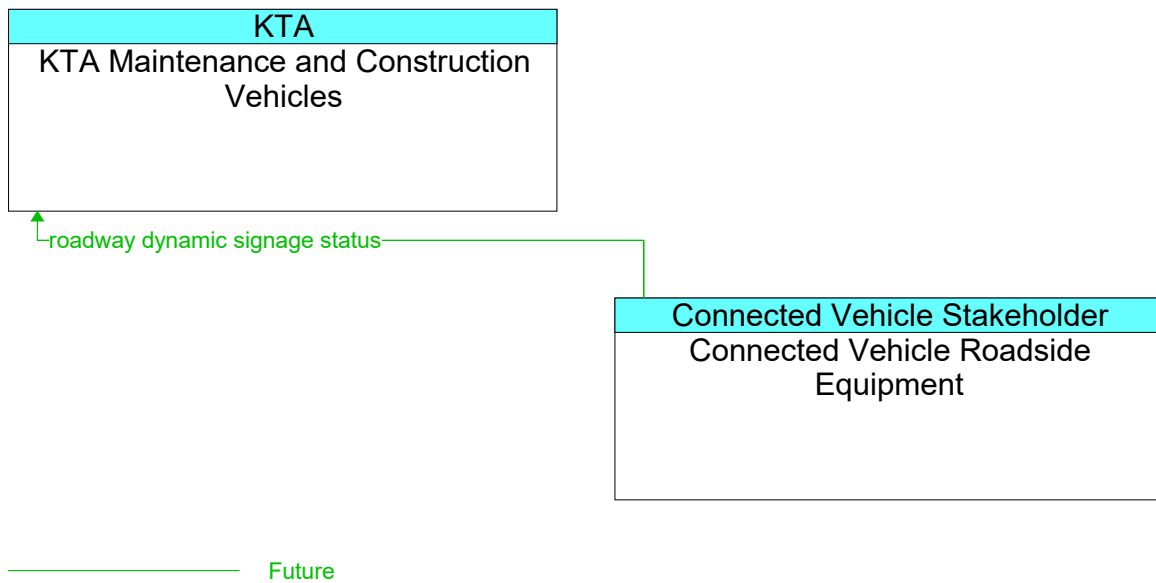 KTA
KTA Maintenance and Construction
Vehicles
roadway dynamic signage status
Connected Vehicle Stakeholder
Connected Vehicle Roadside
Equipment
Future